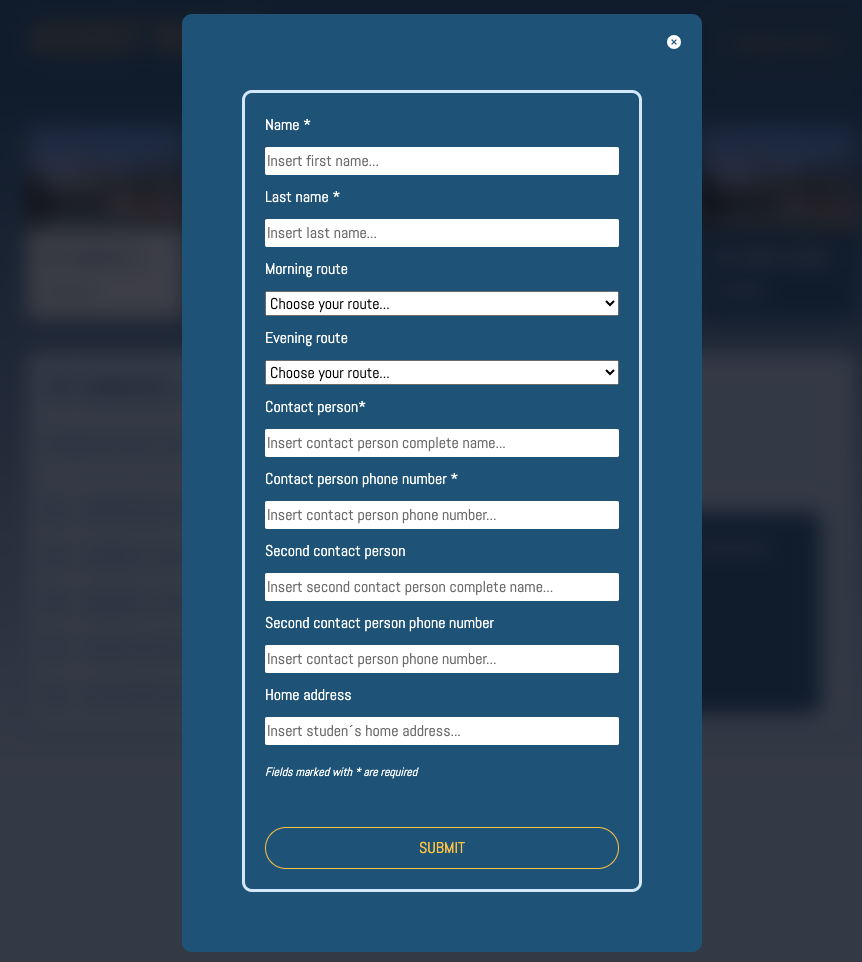 Name *
Insert first name...
Last name *
Insert last name...
Morning route
Choose your route...
Evening route
Choose your route...
Contact person*
Insert contact person complete name...
Contact person phone number *
Insert contact person phone number...
Second contact person
Insert second contact person complete name...
Second contact person phone number
Insert contact person phone number...
Home address
Insert studen´s home address...
Fields marked with * are required
SUBMIT